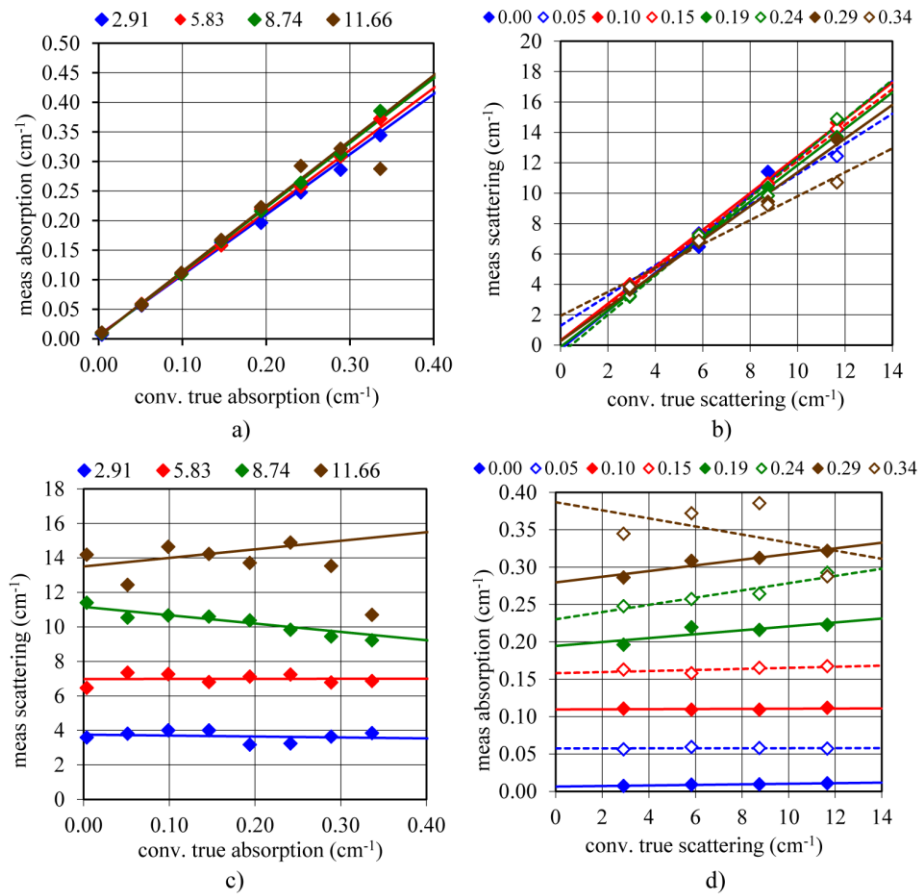 2.91 5.83 8.74 11.66
0.50
0.45
0.40
0.35
0.30
0.25
0.20
0.15
0.10
0.05
0.00
meas absorption (cm-1)
0.00 0.10 0.20 0.30 0.40
conv. true absorption (cm-1)
a)
0.00 0.05 0.10 0.15 0.19 0.24 0.29 0.34
20
18
16
14
12
10
8
6
4
2
0
meas scattering (cm-1)
0 2 4 6 8 10 12 14
conv. true scattering (cm-1)
b)
2.91 5.83 8.74 11.66
18
16
14
12
10
8
6
4
2
0
meas scattering (cm-1)
0.00 0.10 0.20 0.30 0.40
conv. true absorption (cm-1)
c)
0.00 0.05 0.10 0.15 0.19 0.24 0.29 0.34
0.40
0.35
0.30
0.25
0.20
0.15
0.10
0.05
0.00
meas absorption (cm-1)
0 2 4 6 8 10 12 14
conv. true scattering (cm-1)
d)